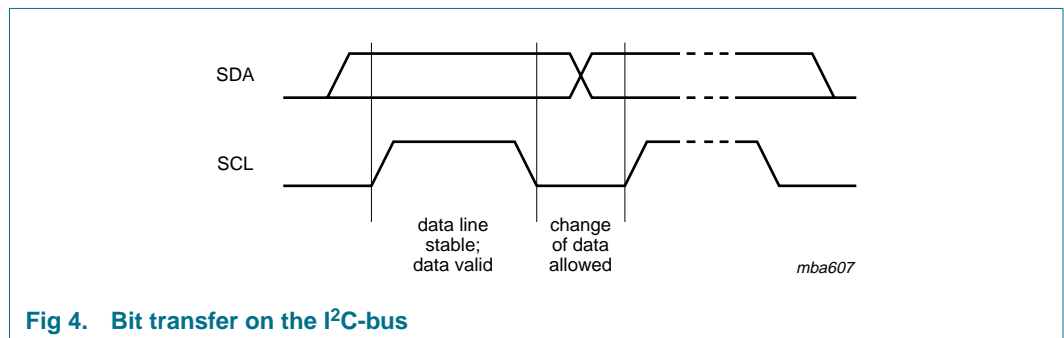 SDA
SCL
data line
stable;
data valid
change
of data
allowed
mba607
Fig 4. Bit transfer on the I²C-bus